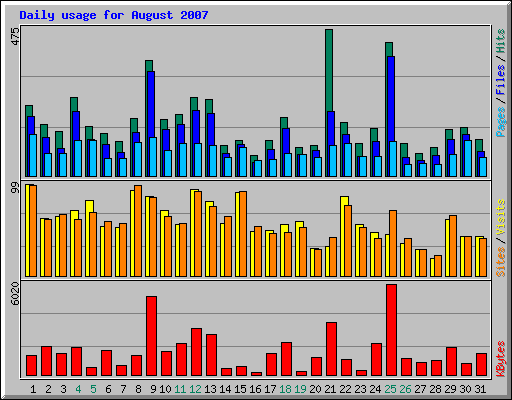 Daily usage for August 2007
475
Pages / Files / Hits
99
Sites / Visits
6020
KBytes
1 2 3 4 5 6 7 8 9 10 11 12 13 14 15 16 17 18 19 20 21 22 23 24 25 26 27 28 29 30 31